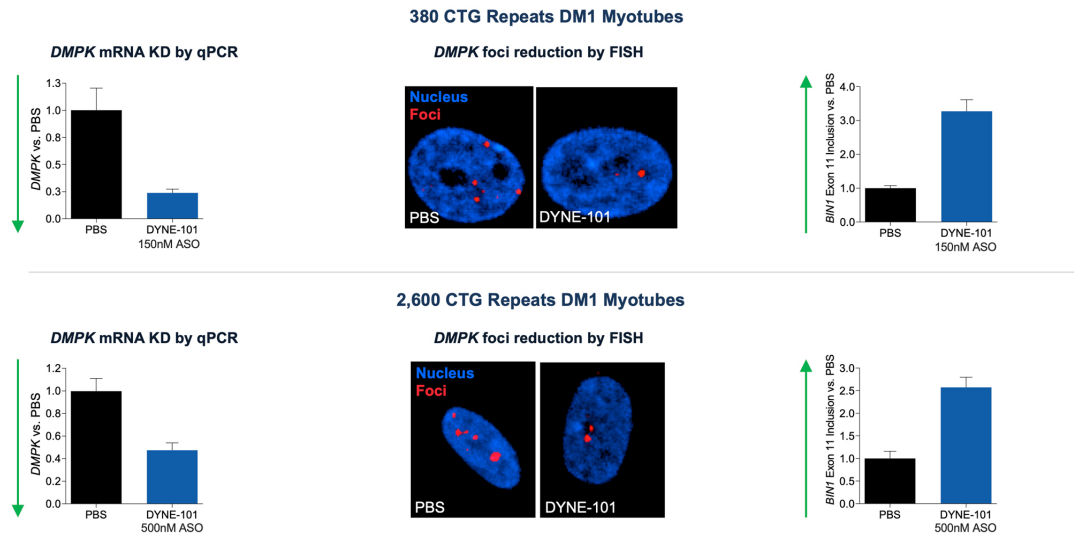 380 CTG Repeats DM1 Myotubes
DMPK mRNA KD by qPCR
DMPK foci reduction by FISH
DMPK vs. PBS
1.3
1.0
0.8
0.5
0.3
0.0
PBS
DYNE-101
150nM ASO
Nucleus
Foci
PBS
DYNE-101
BIN1 Exon 11 Inclusion vs. PBS
4.0
3.0
2.0
1.0
0.0
PBS
DYNE-101
150nM ASO
2,600 CTG Repeats DM1 Myotubes
DMPK mRNA KD by qPCR
DMPK foci reduction by FISH
DMPK vs. PBS
1.2
1.0
0.8
0.6
0.4
0.2
0.0
PBS
DYNE-101
500nM ASO
Nucleus
Foci
PBS
DYNE-101
BIN1 Exon 11 Inclusion vs. PBS
3.0
2.5
2.0
1.5
1.0
0.5
0.0
PBS
DYNE-101
500nM ASO